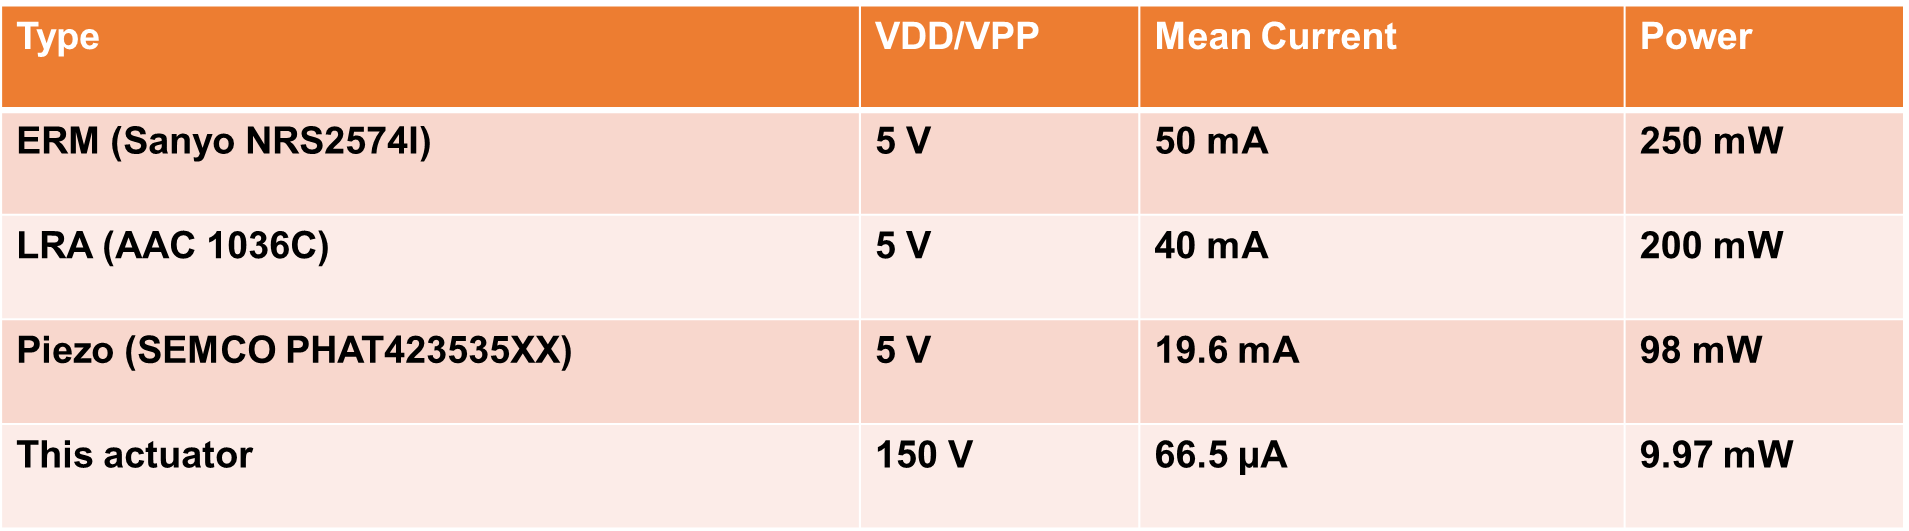 Type VDD/VPP Mean Current Power
ERM (Sanyo NRS2574I) 5 V 50 mA 250 mW
LRA (AAC 1036C) 5 V 40 mA 200 mW
Piezo (SEMCO PHAT423535XX) 5 V 19.6 mA 98 mW
This actuator 150 V 66.5 µA 9.97 mW